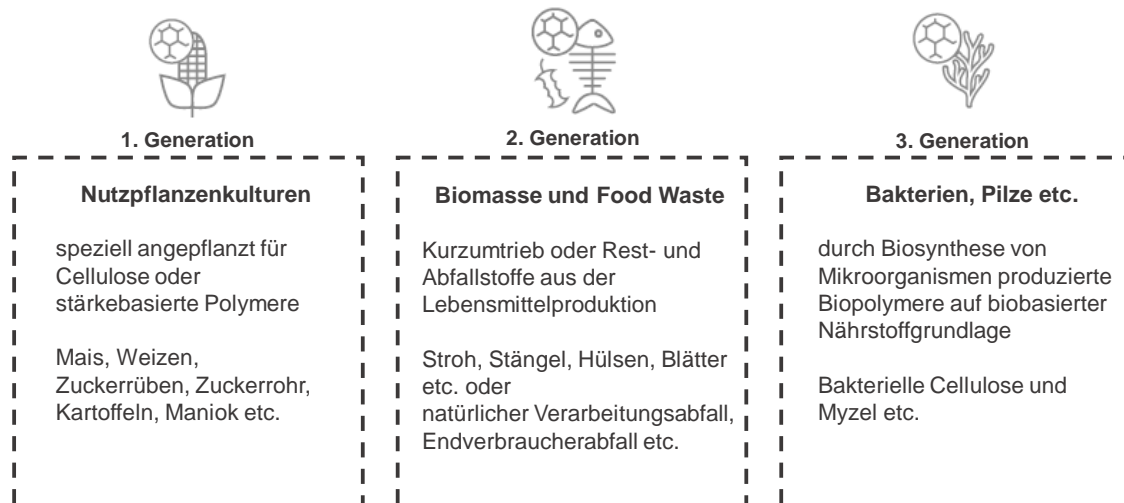 1. Generation
Nutzpflanzenkulturen
speziell angepflanzt für
Cellulose oder
stärkebasierte Polymere
Mais, Weizen,
Zuckerrüben, Zuckerrohr,
Kartoffeln, Maniok etc.
2. Generation
Biomasse und Food Waste
Kurzumtrieb oder Rest- und
Abfallstoffe aus der
Lebensmittelproduktion
Stroh, Stängel, Hülsen, Blätter
etc. oder
natürlicher Verarbeitungsabfall,
Endverbraucherabfall etc.
3. Generation
Bakterien, Pilze etc.
durch Biosynthese von
Mikroorganismen produzierte
Biopolymere auf biobasierter
Nährstoffgrundlage
Bakterielle Cellulose und
Myzel etc.